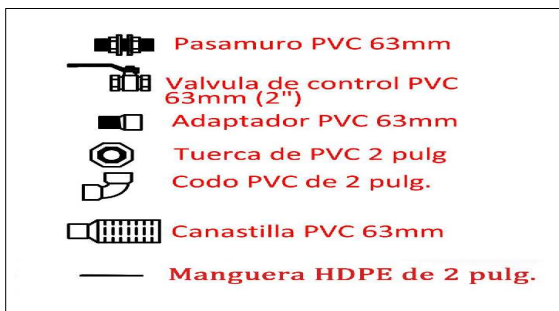 Pasamuro PVC 63mm
Valvula de control PVC
63mm (2")
Adaptador PVC 63mm
Tuerca de PVC 2 pulg
Codo PVC de 2 pulg.
Canastilla PVC 63mm
Manguera HDPE de 2 pulg.